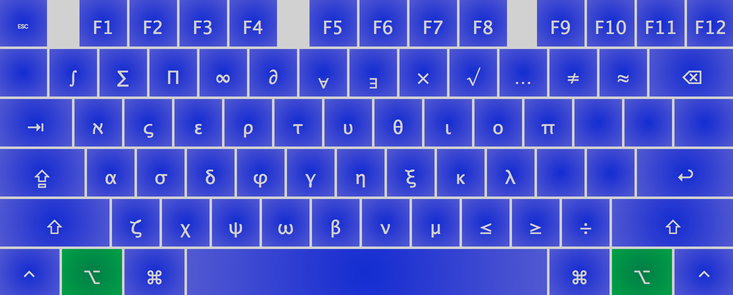 ESC F1 F2 F3 F4 F5 F6 F7 F8 F9 F10 F11 F12
∫ ∑ Π ∞ ∂ ∀ ∃ × √ … ≠ ≈ ⌫
⇥ א ς ε ρ τ υ θ ι ο π
⇪ α σ δ φ γ η ξ κ λ ↩
⇧ ζ χ ψ ω β ν μ ≤ ≥ ÷ ⇧
^ ⌥ ⌘ ⌘ ⌥ ^